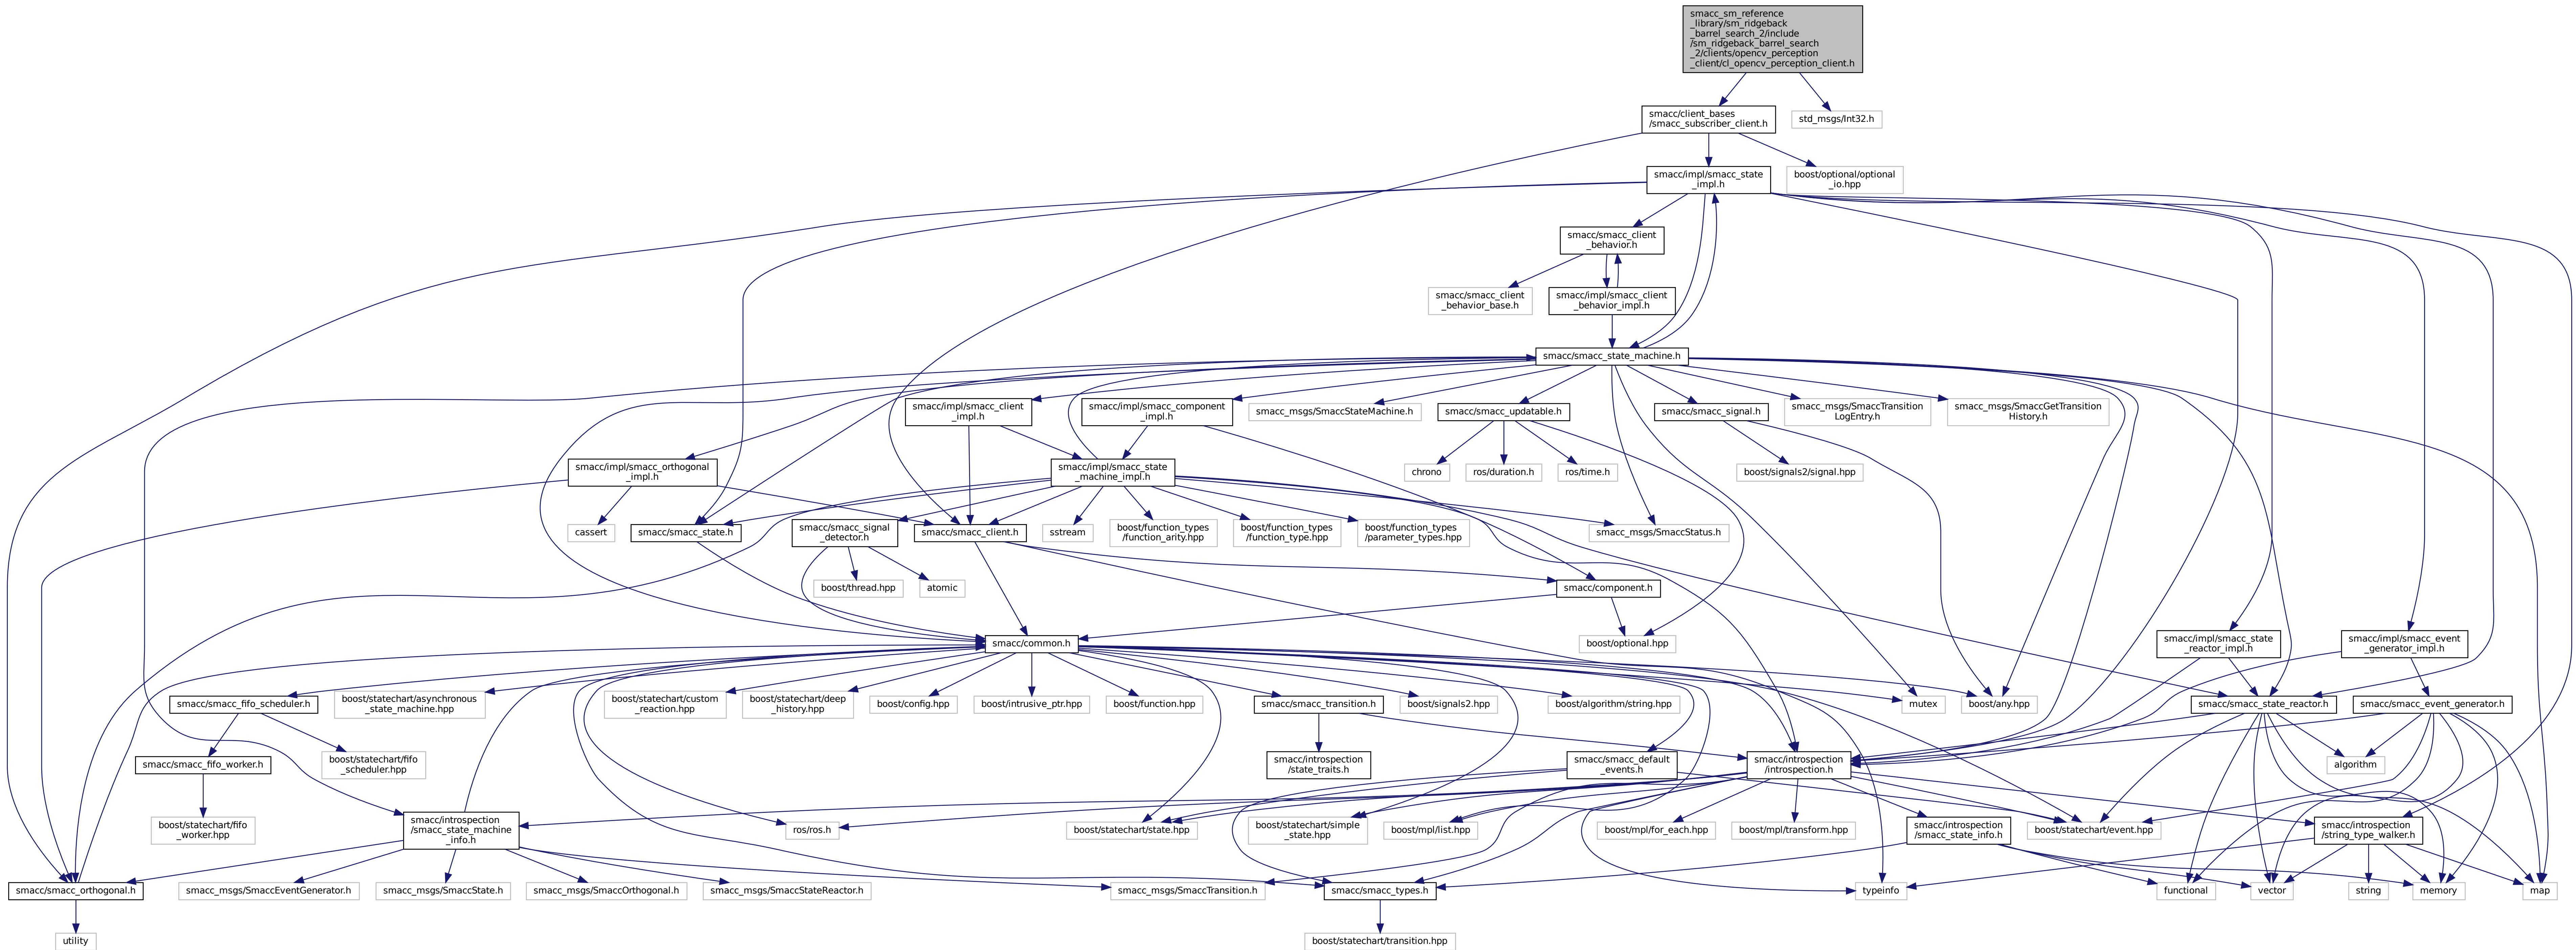 smacc_sm_reference
_library/sm_ridgeback
_barrel_search_2/include
/sm_ridgeback_barrel_search
_2/clients/opencv_perception
_client/cl_opencv_perception_client.h
smacc/client_bases
/smacc_subscriber_client.h
std_msgs/Int32.h
smacc/impl/smacc_state
_impl.h
boost/optional/optional
_io.hpp
smacc/smacc_client
_behavior.h
smacc/smacc_client
_behavior_base.h
smacc/impl/smacc_client
_behavior_impl.h
smacc/smacc_state_machine.h
smacc/impl/smacc_client
_impl.h
smacc/impl/smacc_component
_impl.h
smacc_msgs/SmaccStateMachine.h
smacc/smacc_updatable.h
smacc/smacc_signal.h
smacc_msgs/SmaccTransition
LogEntry.h
smacc_msgs/SmaccGetTransition
History.h
smacc/impl/smacc_orthogonal
_impl.h
smacc/impl/smacc_state
_machine_impl.h
chrono
ros/duration.h
ros/time.h
boost/signals2/signal.hpp
cassert
smacc/smacc_state.h
smacc/smacc_signal
_detector.h
smacc/smacc_client.h
sstream
boost/function_types
/function_arity.hpp
boost/function_types
/function_type.hpp
boost/function_types
/parameter_types.hpp
smacc_msgs/SmaccStatus.h
boost/thread.hpp
atomic
smacc/component.h
smacc/common.h
boost/optional.hpp
smacc/impl/smacc_state
_reactor_impl.h
smacc/impl/smacc_event
_generator_impl.h
smacc/smacc_fifo_scheduler.h
boost/statechart/asynchronous
_state_machine.hpp
boost/statechart/custom
_reaction.hpp
boost/statechart/deep
_history.hpp
boost/config.hpp
boost/intrusive_ptr.hpp
boost/function.hpp
smacc/smacc_transition.h
boost/signals2.hpp
boost/algorithm/string.hpp
mutex
boost/any.hpp
smacc/smacc_state_reactor.h
smacc/smacc_event_generator.h
smacc/smacc_fifo_worker.h
boost/statechart/fifo
_scheduler.hpp
smacc/introspection
/state_traits.h
smacc/smacc_default
_events.h
smacc/introspection
/introspection.h
algorithm
boost/statechart/fifo
_worker.hpp
smacc/introspection
/smacc_state_machine
_info.h
ros/ros.h
boost/statechart/state.hpp
boost/statechart/simple
_state.hpp
boost/mpl/list.hpp
boost/mpl/for_each.hpp
boost/mpl/transform.hpp
smacc/introspection
/smacc_state_info.h
boost/statechart/event.hpp
smacc/introspection
/string_type_walker.h
smacc/smacc_orthogonal.h
smacc_msgs/SmaccEventGenerator.h
smacc_msgs/SmaccState.h
smacc_msgs/SmaccOrthogonal.h
smacc_msgs/SmaccStateReactor.h
smacc_msgs/SmaccTransition.h
smacc/smacc_types.h
typeinfo
functional
vector
string
memory
map
utility
boost/statechart/transition.hpp